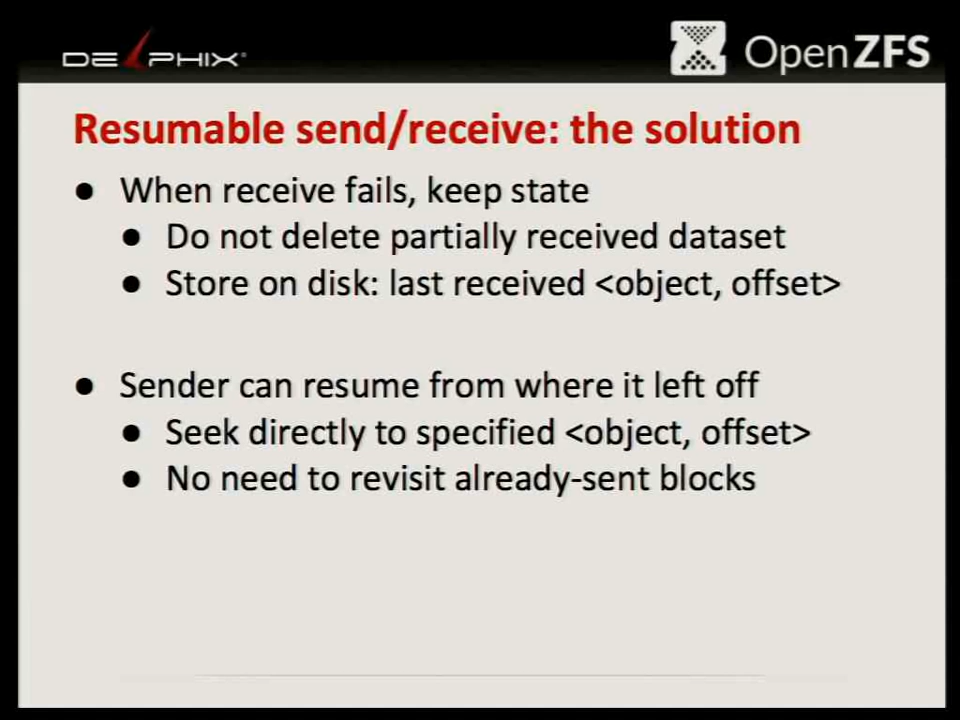 DELPHIX®
OpenZFS
Resumable send/receive: the solution
● When receive fails, keep state
● Do not delete partially received dataset
● Store on disk: last received <object, offset>
● Sender can resume from where it left off
● Seek directly to specified <object, offset>
● No need to revisit already-sent blocks